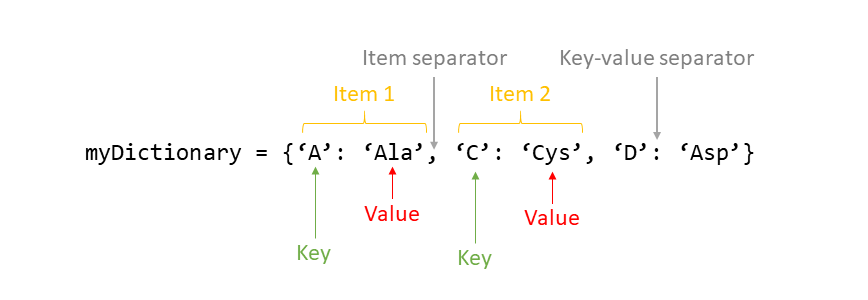 Item separator Key-value separator
Item 1 Item 2
myDictionary = {‘A’: ‘Ala’, ‘C’: ‘Cys’, ‘D’: ‘Asp’}
Value Value
Key Key